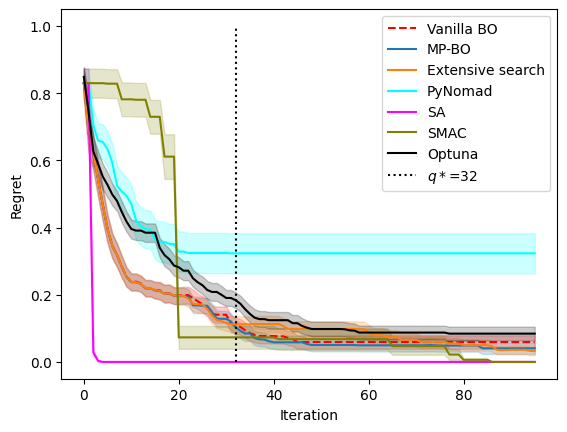 1.0
0.8
0.6
0.4
0.2
0.0
Regret
0
20
40
60
80
Iteration
Vanilla BO
MP-BO
Extensive search
PyNomad
SA
SMAC
Optuna
q*=32